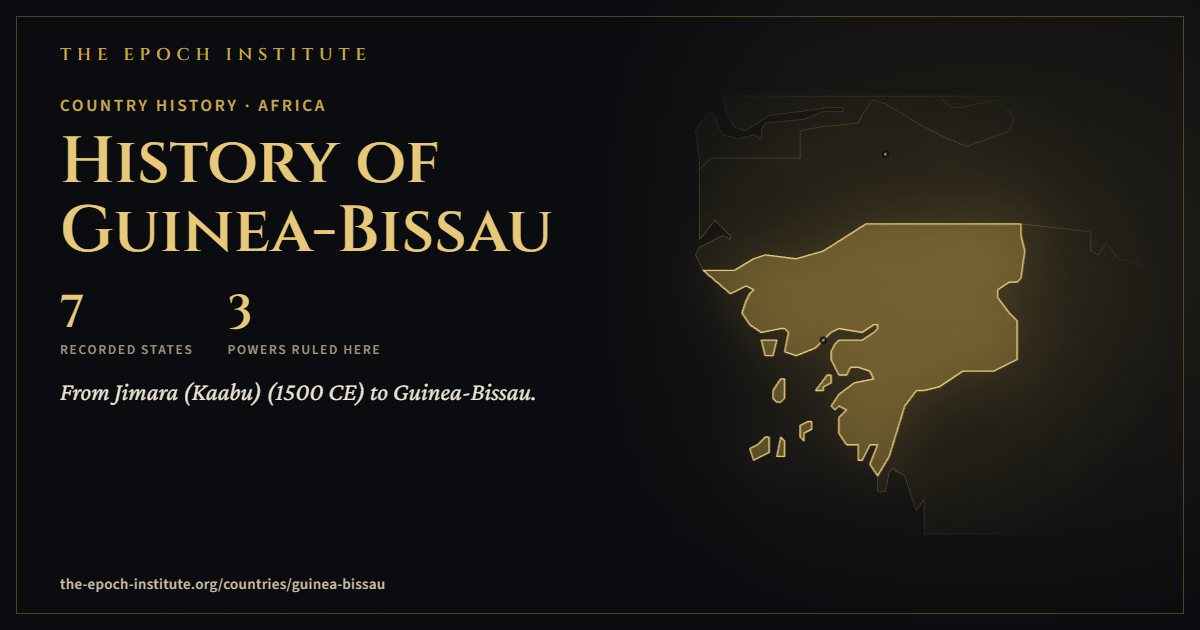 THE EPOCH INSTITUTE
COUNTRY HISTORY · AFRICA
History of
Guinea-Bissau
7
3
RECORDED STATES
POWERS RULED HERE
From Jimara (Kaabu) (1500 CE) to Guinea-Bissau.
the-epoch-institute.org/countries/guinea-bissau